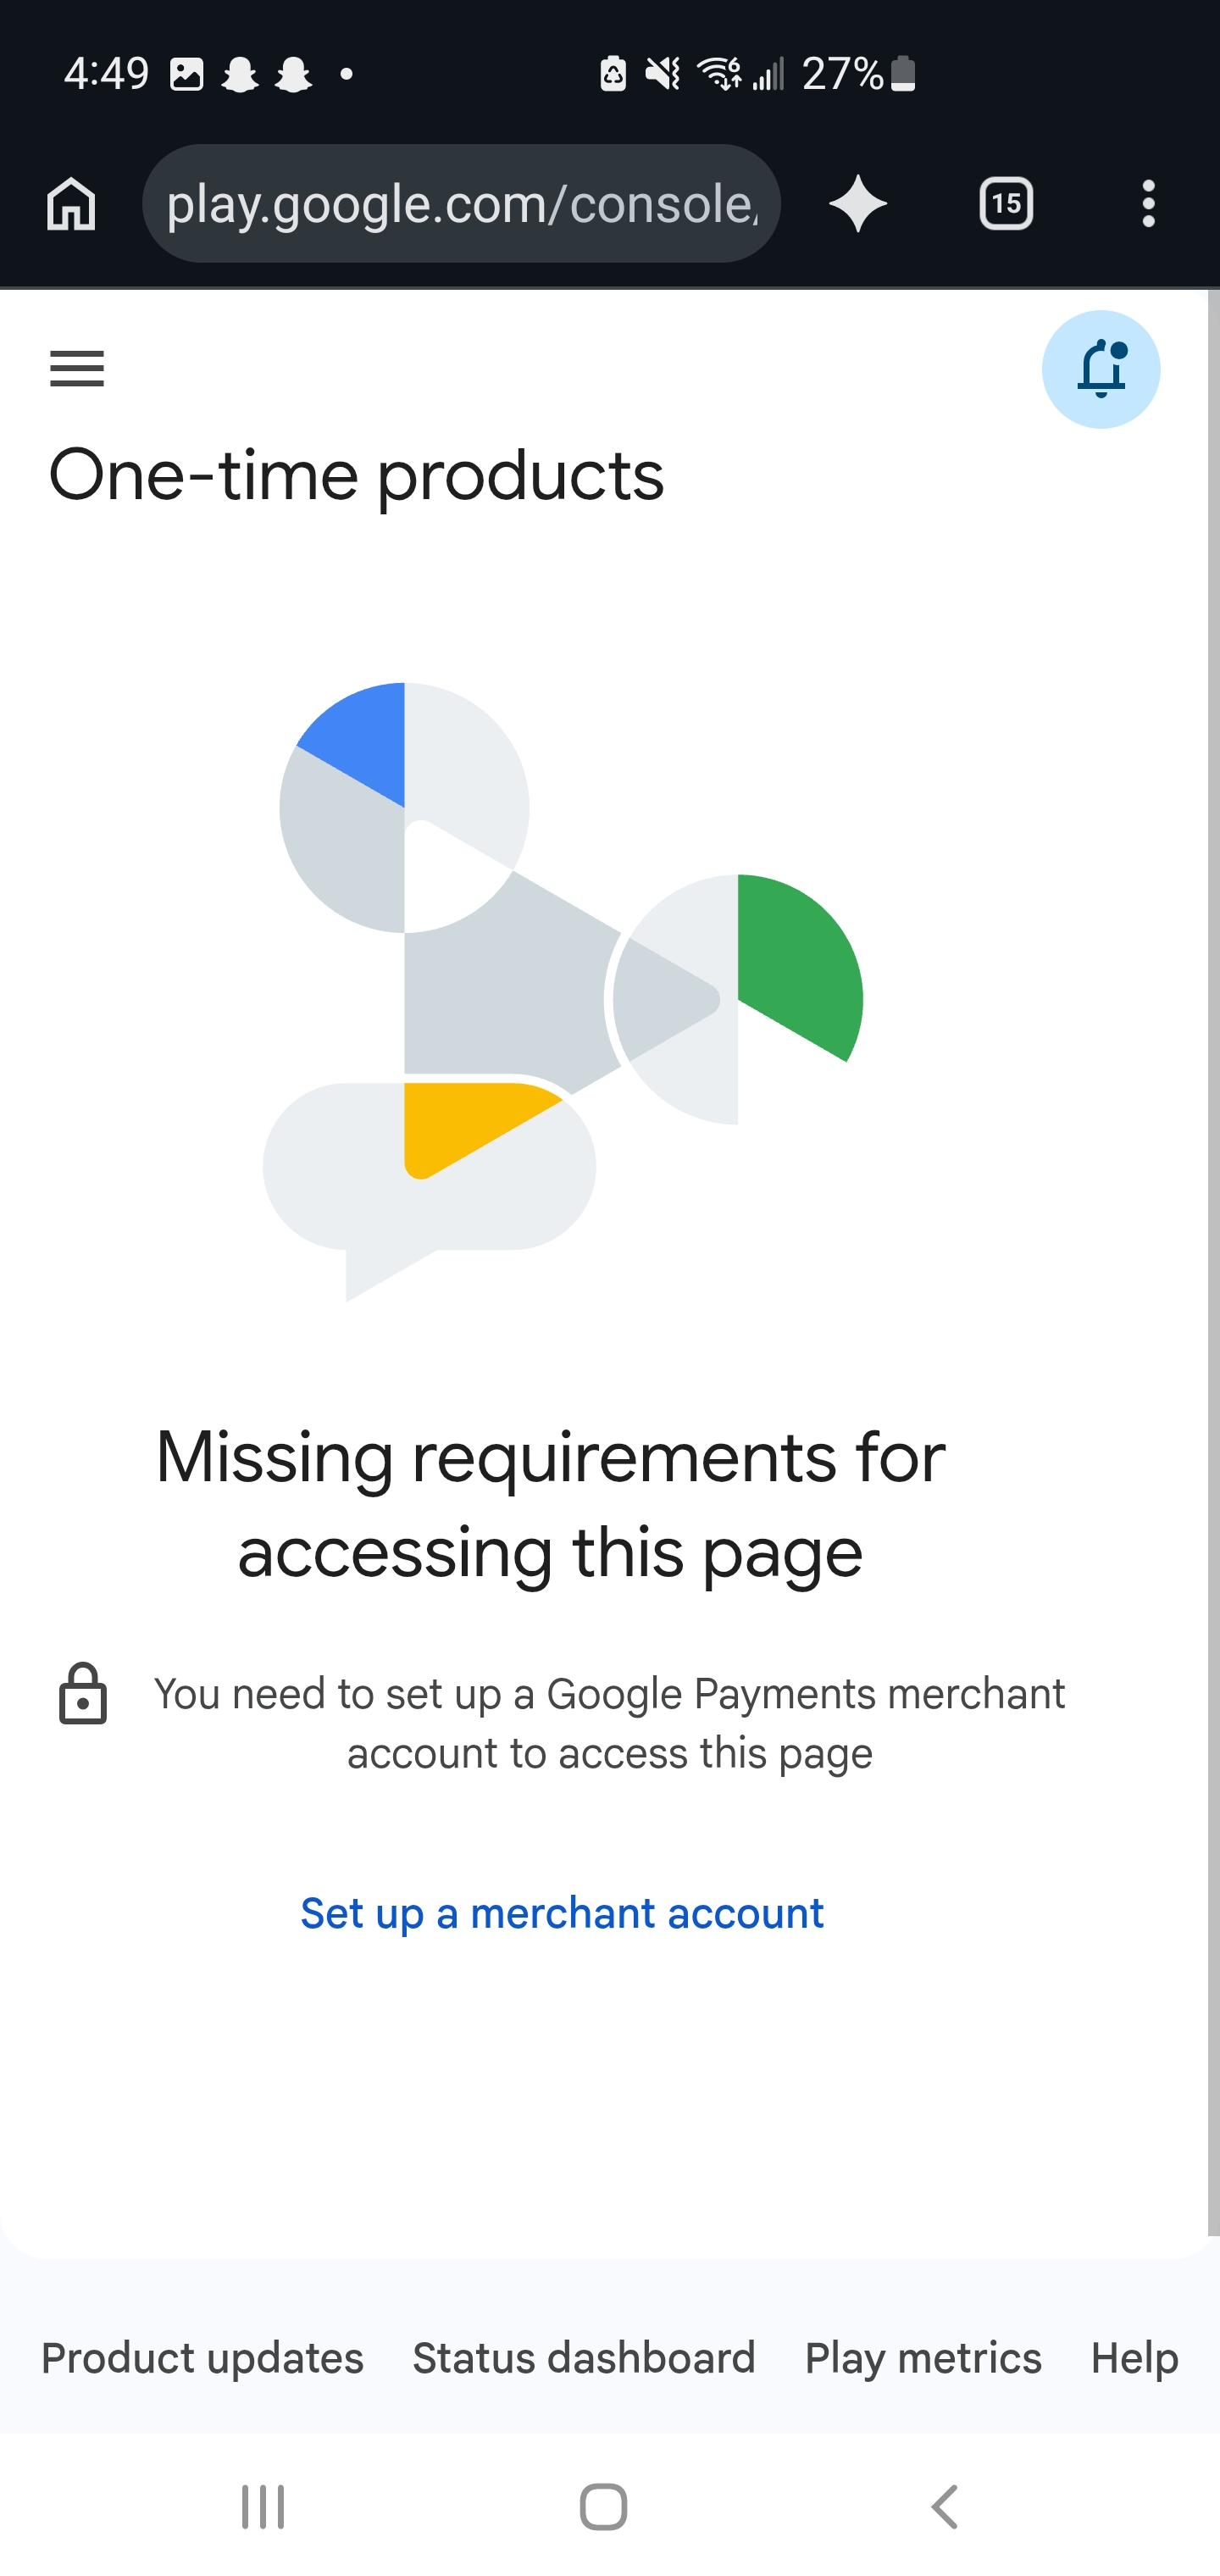 4:49 27%
play.google.com/console/
15
One-time products
Missing requirements for
accessing this page
You need to set up a Google Payments merchant
account to access this page
Set up a merchant account
Product updates Status dashboard Play metrics Help